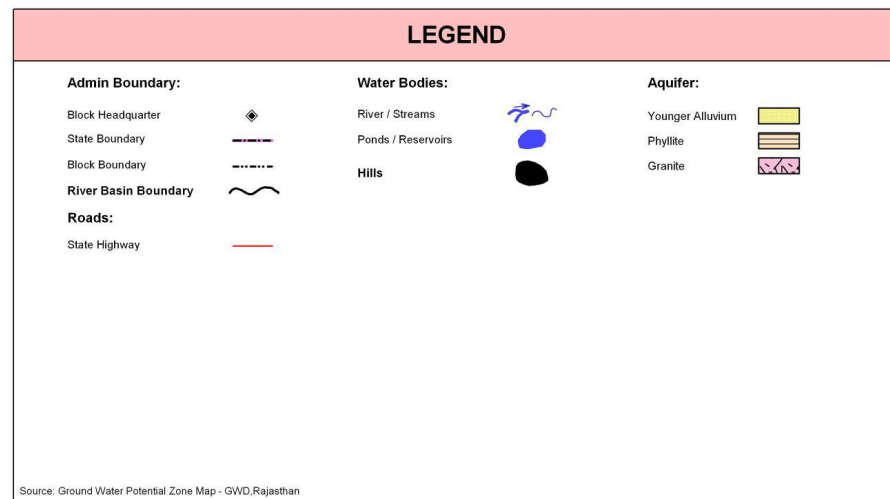 LEGEND
Admin Boundary:
Block Headquarter
State Boundary
Block Boundary
River Basin Boundary
Roads:
State Highway
Water Bodies:
River / Streams
Ponds / Reservoirs
Hills
Aquifer:
Younger Alluvium
Phyllite
Granite
Source: Ground Water Potential Zone Map - GWD,Rajasthan